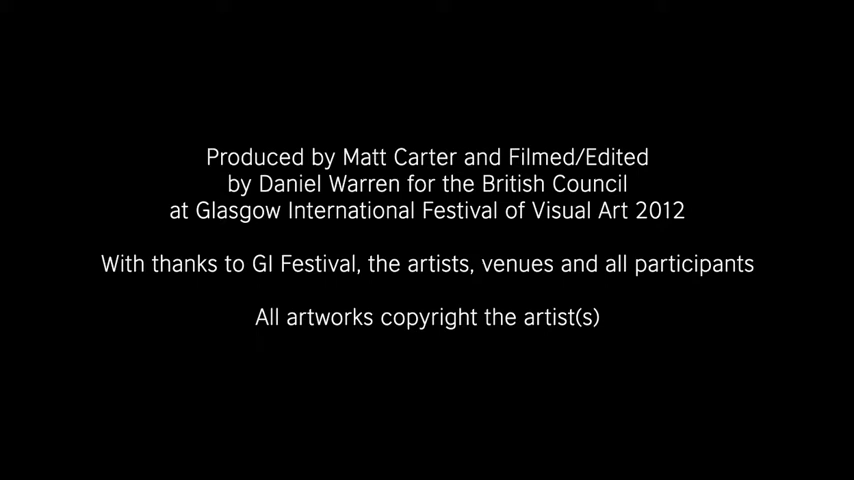 Produced by Matt Carter and Filmed/Edited
by Daniel Warren for the British Council
at Glasgow International Festival of Visual Art 2012
With thanks to GI Festival, the artists, venues and all participants
All artworks copyright the artist(s)